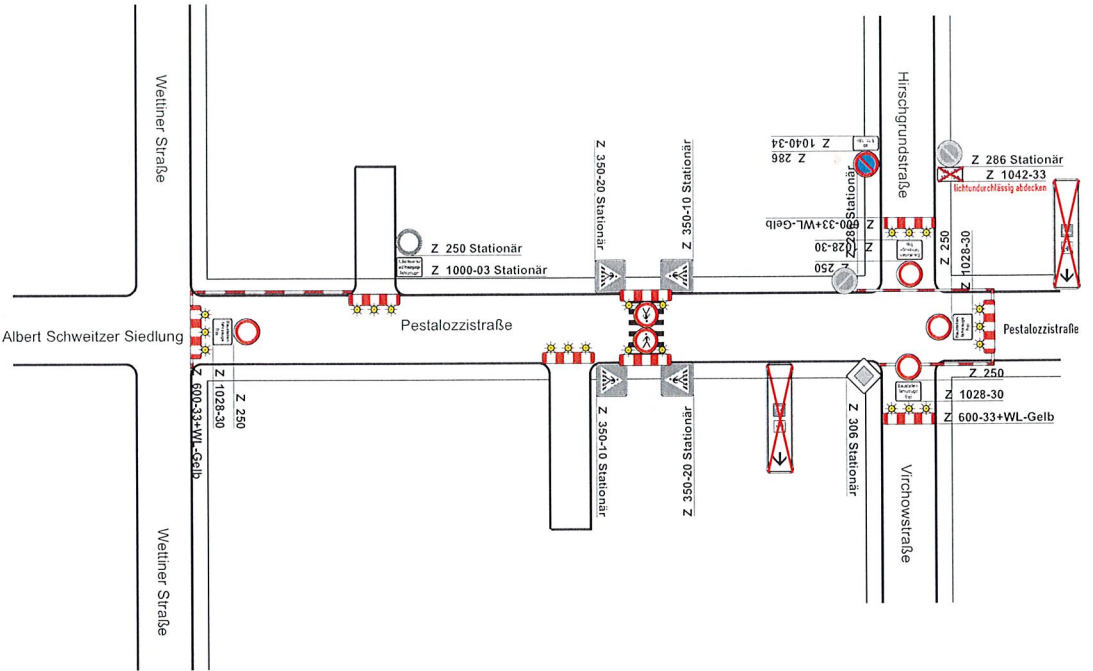 Wettiner Straße
Hirschgrundstraße
Z 350-20 Stationär
Z 350-10 Stationär
Z 1040-34
Z 286
Z 286 Stationär
Z 286 Stationär
Z 1042-33
lichtundurchlässig abdecken
Z 600-33+WL-Gelb
Z 1028-30
Z 250
Z 250
Z 1028-30
Z 250 Stationär
Z 1000-03 Stationär
Albert Schweitzer Siedlung
Pestalozzistraße
Pestalozzistraße
Z 600-33+WL-Gelb
Z 1028-30
Z 250
Z 350-10 Stationär
Z 350-20 Stationär
Z 306 Stationär
Z 250
Z 1028-30
Z 600-33+WL-Gelb
Virchowstraße
Wettiner Straße